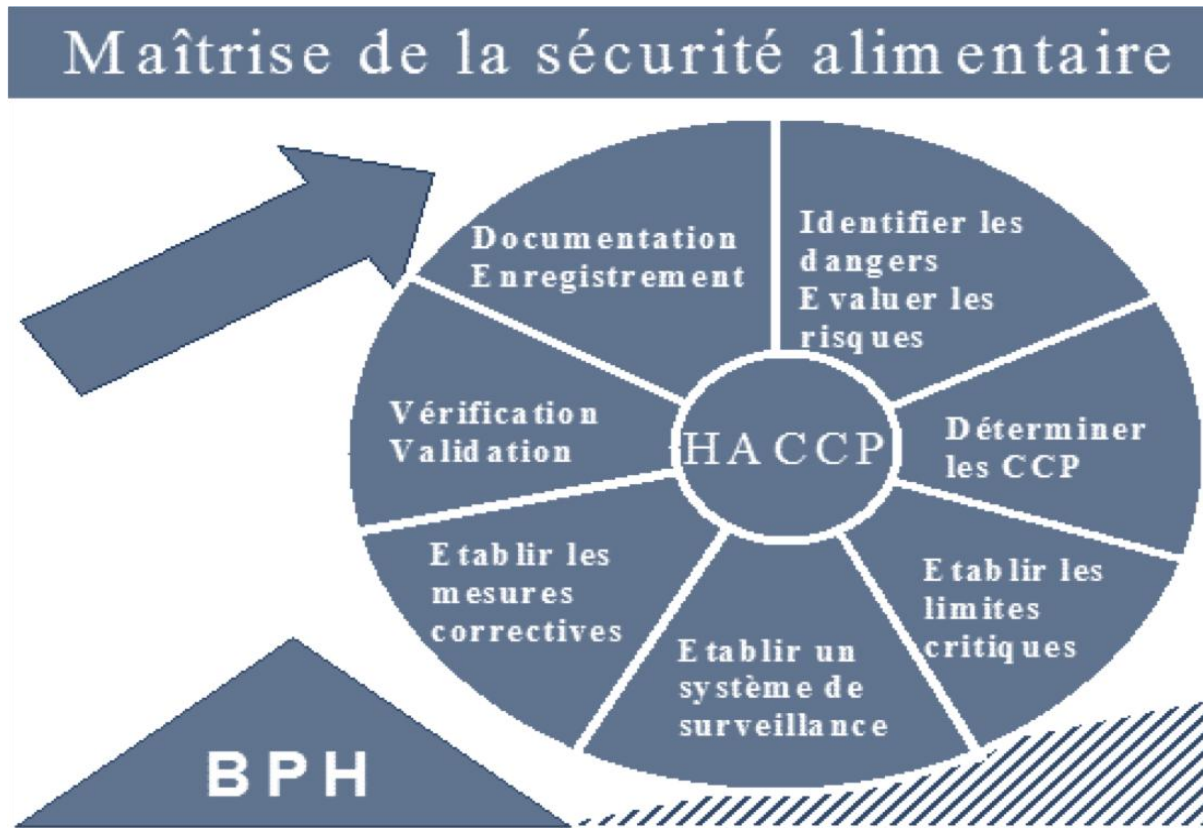 Maîtrise de la sécurité alimentaire
Documentation
Enregistrement
Identifier les
dangers
Evaluer les
risques
Vérification
Validation
HACCP
Déterminer
les CCP
Etablir les
mesures
correctives
Etablir un
système de
surveillance
Etablir les
limites
critiques
BPH